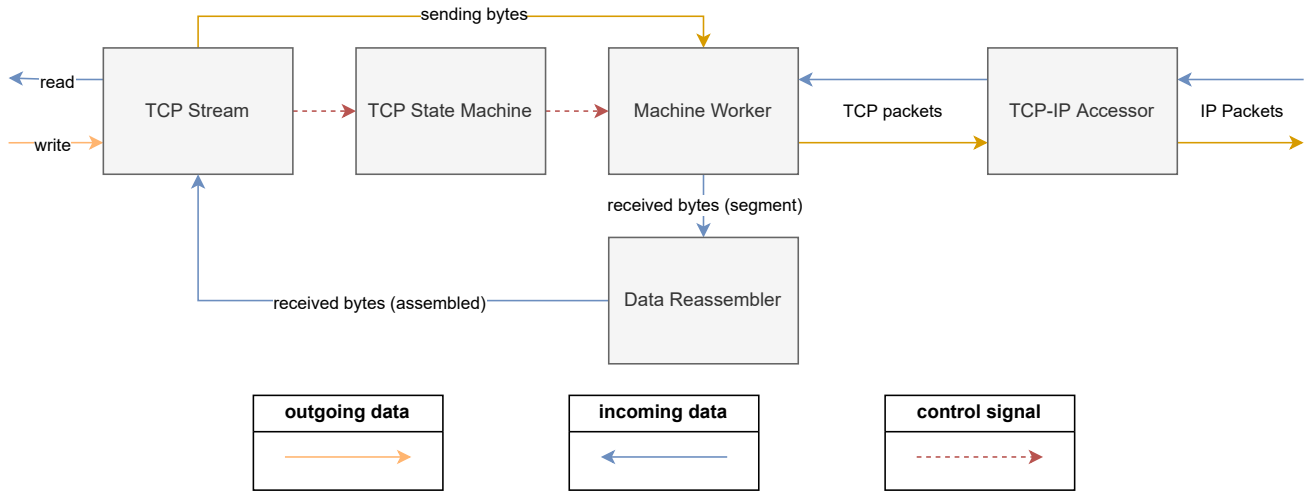 sending bytes
read
write
TCP Stream
TCP State Machine
Machine Worker
TCP packets
TCP-IP Accessor
IP Packets
received bytes (segment)
received bytes (assembled)
Data Reassembler
outgoing data
incoming data
control signal